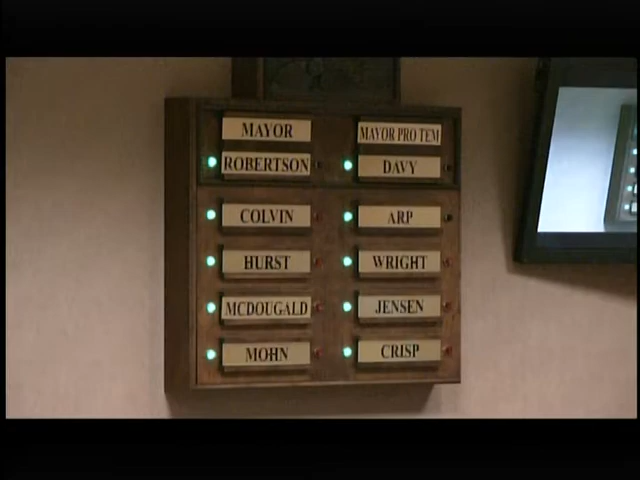 MAYOR
MAYOR PRO TEM
ROBERTSON
DAVY
COLVIN
ARP
HURST
WRIGHT
MCDOUGALD
JENSEN
MOHN
CRISP